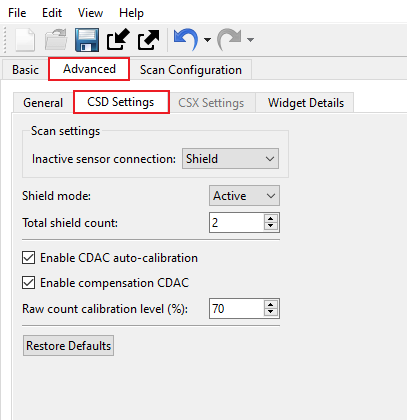 File Edit View Help
Basic Advanced Scan Configuration
General CSD Settings CSX Settings Widget Details
Scan settings
Inactive sensor connection: Shield
Shield mode: Active
Total shield count: 2
Enable CDAC auto-calibration
Enable compensation CDAC
Raw count calibration level (%): 70
Restore Defaults